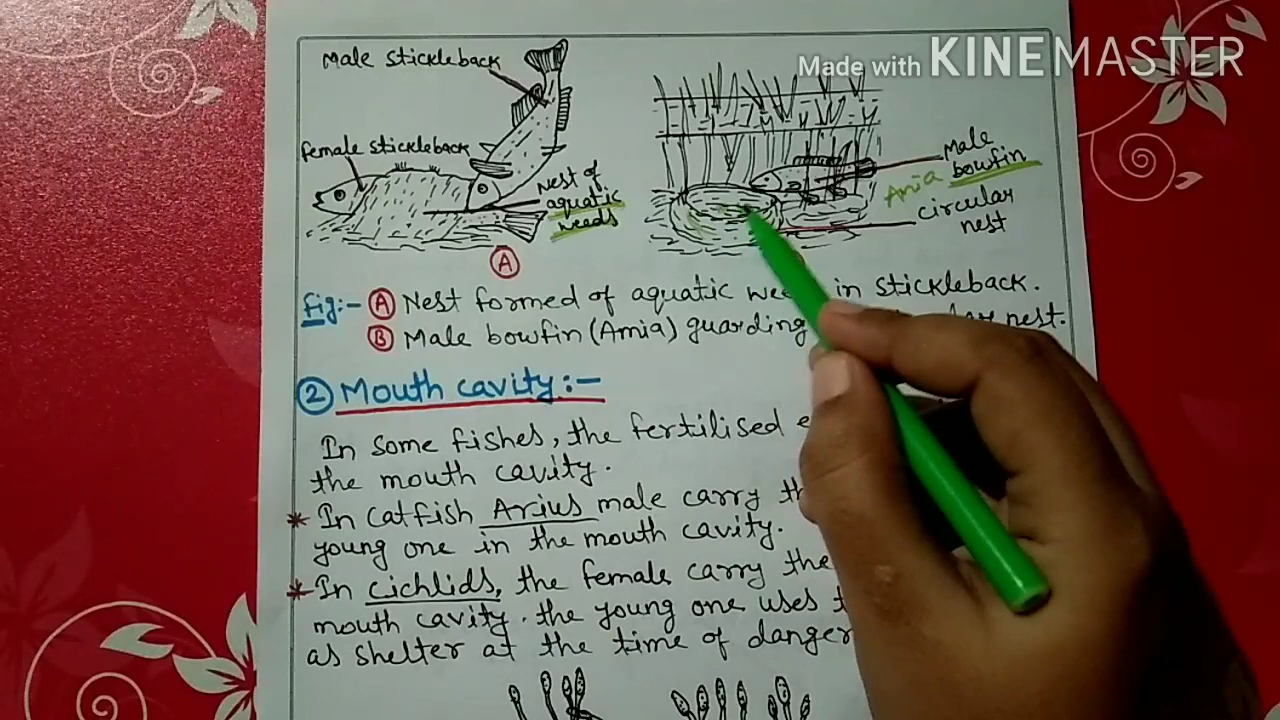 Made with KINEMASTER
Male stickleback
female stickleback
Nest of
aquatic
weeds
Male
bowfin
Amia
circular
nest
A
Fig:- A Nest formed of aquatic in stickleback.
B Male bowfin (Amia) guarding nest.
2 Mouth cavity:-
In some fishes, the fertilised
the mouth cavity.
* In catfish Arius male carry
young one in the mouth cavity.
* In cichlids, the female carry the
mouth cavity. the young one uses
as shelter at the time of danger